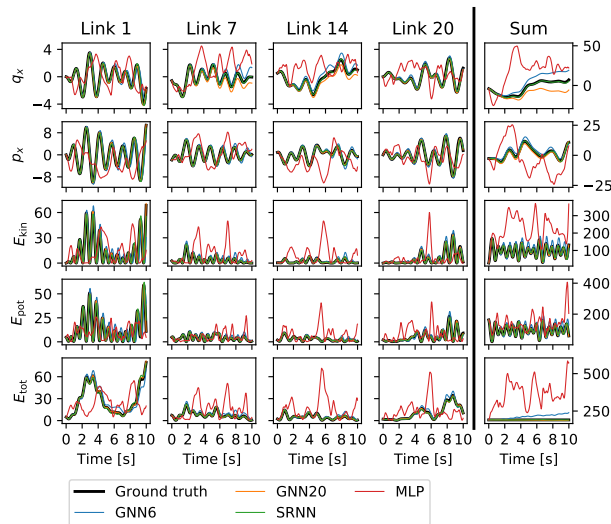 Link 1 Link 7 Link 14 Link 20 Sum
q_x 4 0 −4 50 0
p_x 8 0 −8 25 0 −25
E_kin 60 30 0 300 200 100
E_pot 50 25 0 400 200
E_tot 60 30 0 500 250
0 2 4 6 8 10 0 2 4 6 8 10 0 2 4 6 8 10 0 2 4 6 8 10 0 2 4 6 8 10
Time [s] Time [s] Time [s] Time [s] Time [s]
Ground truth GNN20 MLP
GNN6 SRNN